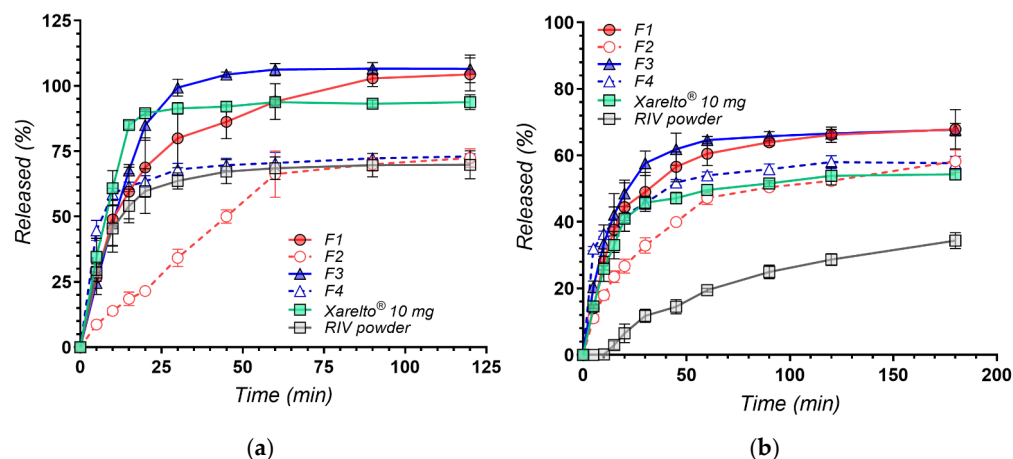 (a)
Released (%)
125
100
75
50
25
0
0
25
50
75
100
125
Time (min)
F1
F2
F3
F4
Xarelto® 10 mg
RIV powder
(b)
Released (%)
100
80
60
40
20
0
0
50
100
150
200
Time (min)
F1
F2
F3
F4
Xarelto® 10 mg
RIV powder
(a)
(b)